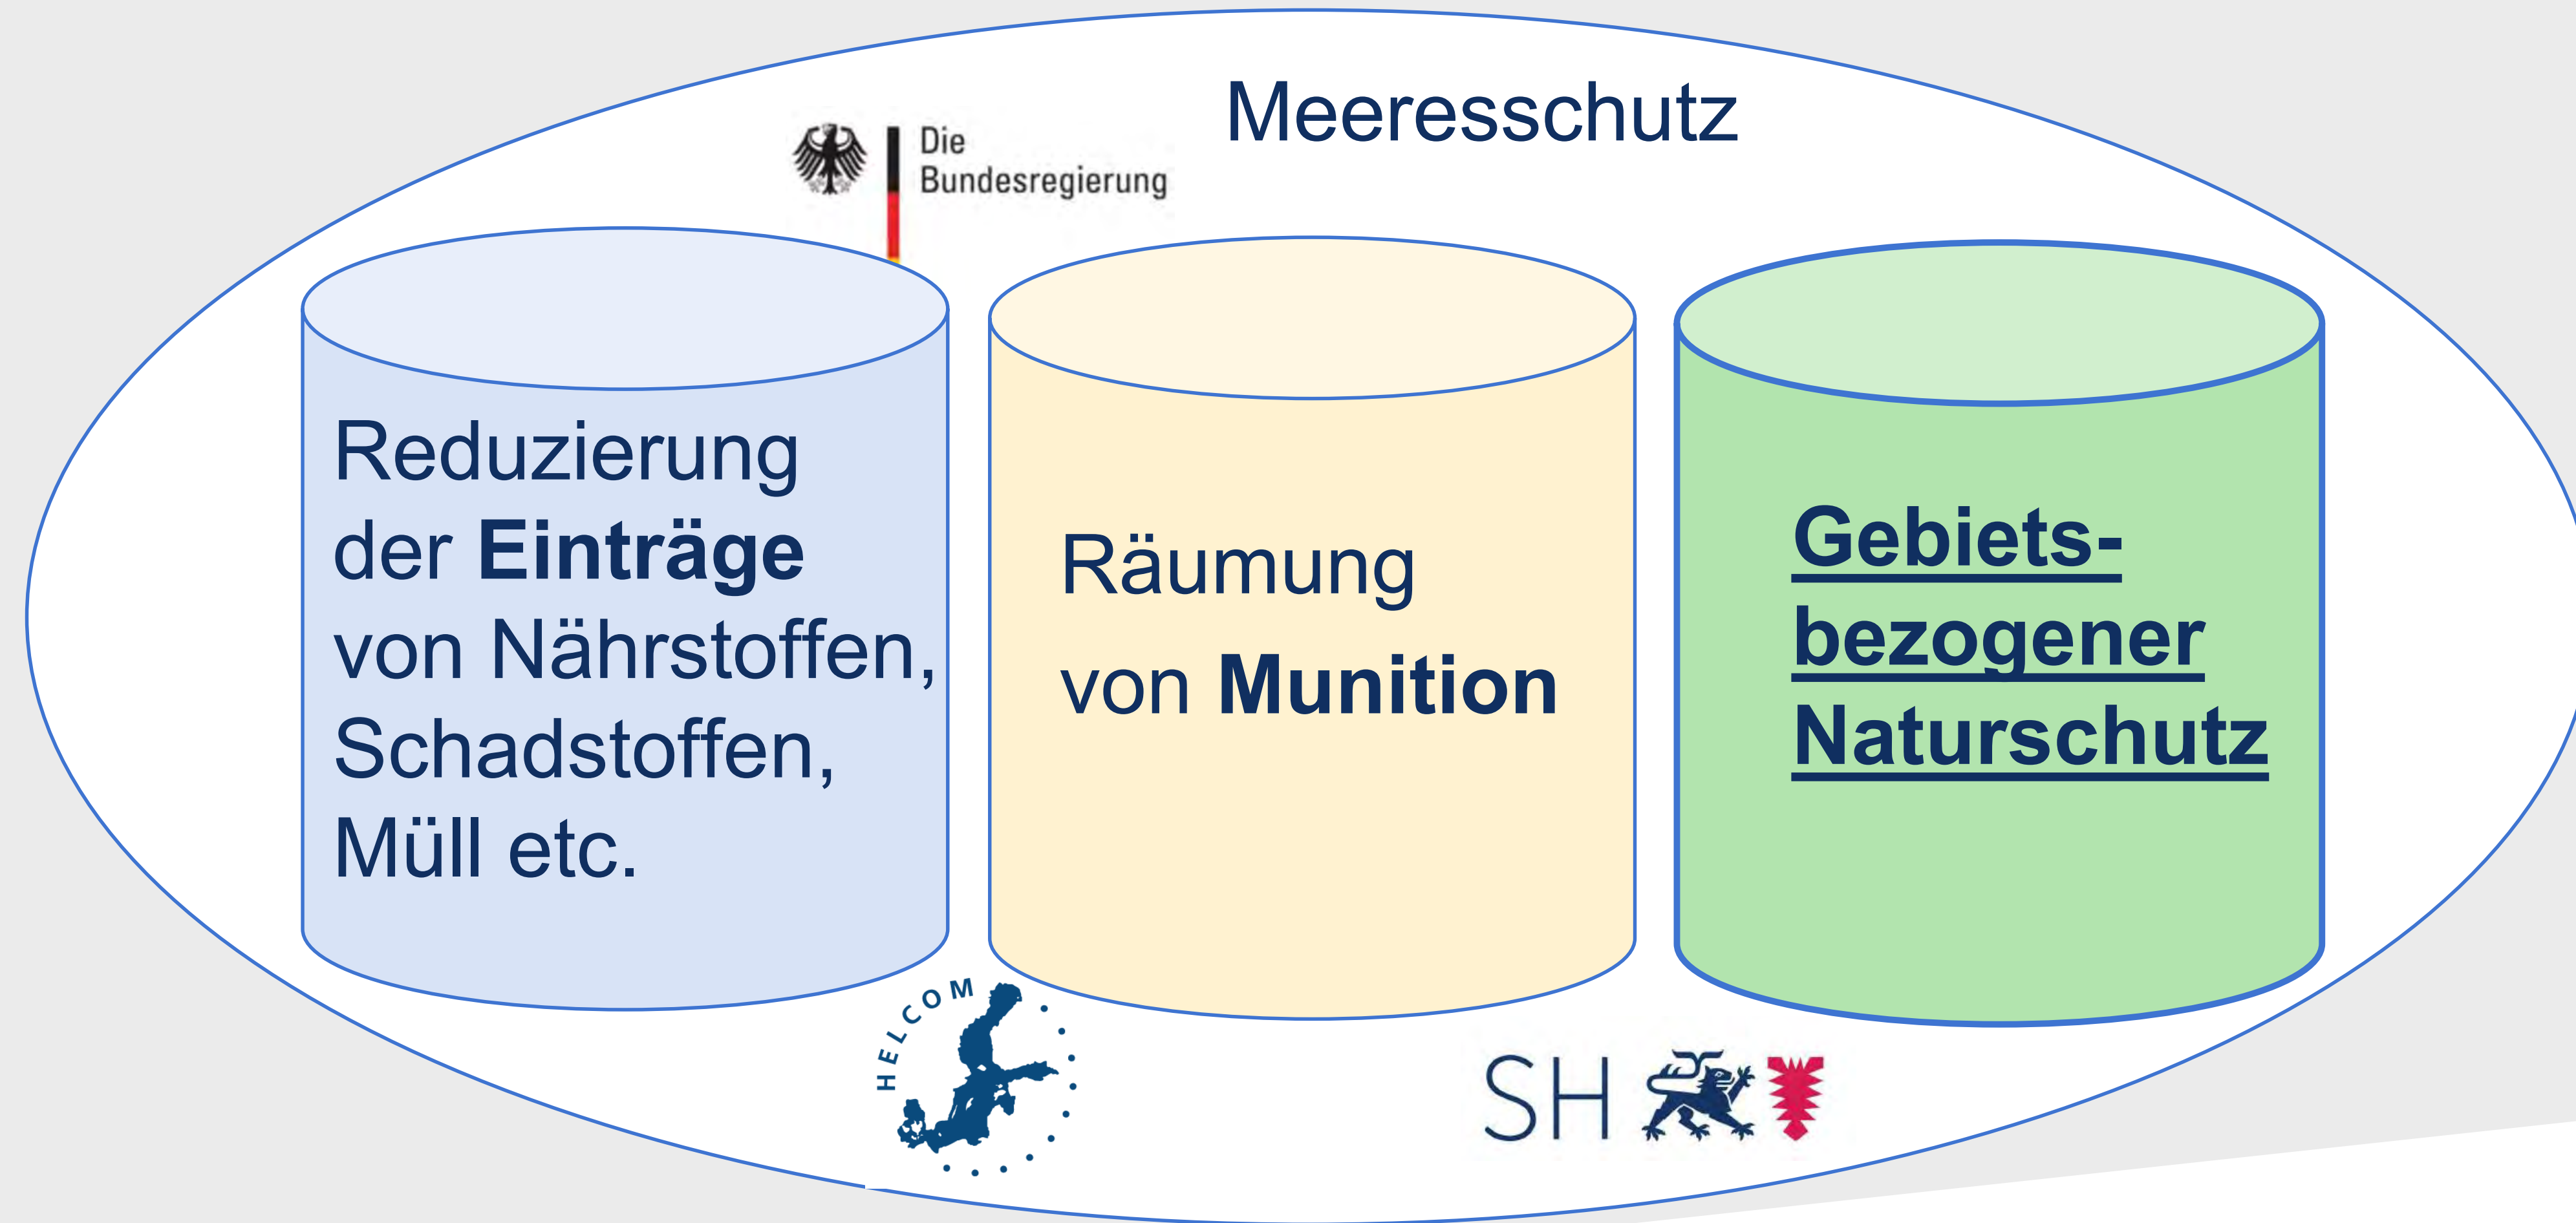 Meeresschutz
Die
Bundesregierung
Reduzierung
der Einträge
von Nährstoffen,
Schadstoffen,
Müll etc.
Räumung
von Munition
Gebiets-
bezogener
Naturschutz
HELCOM
SH